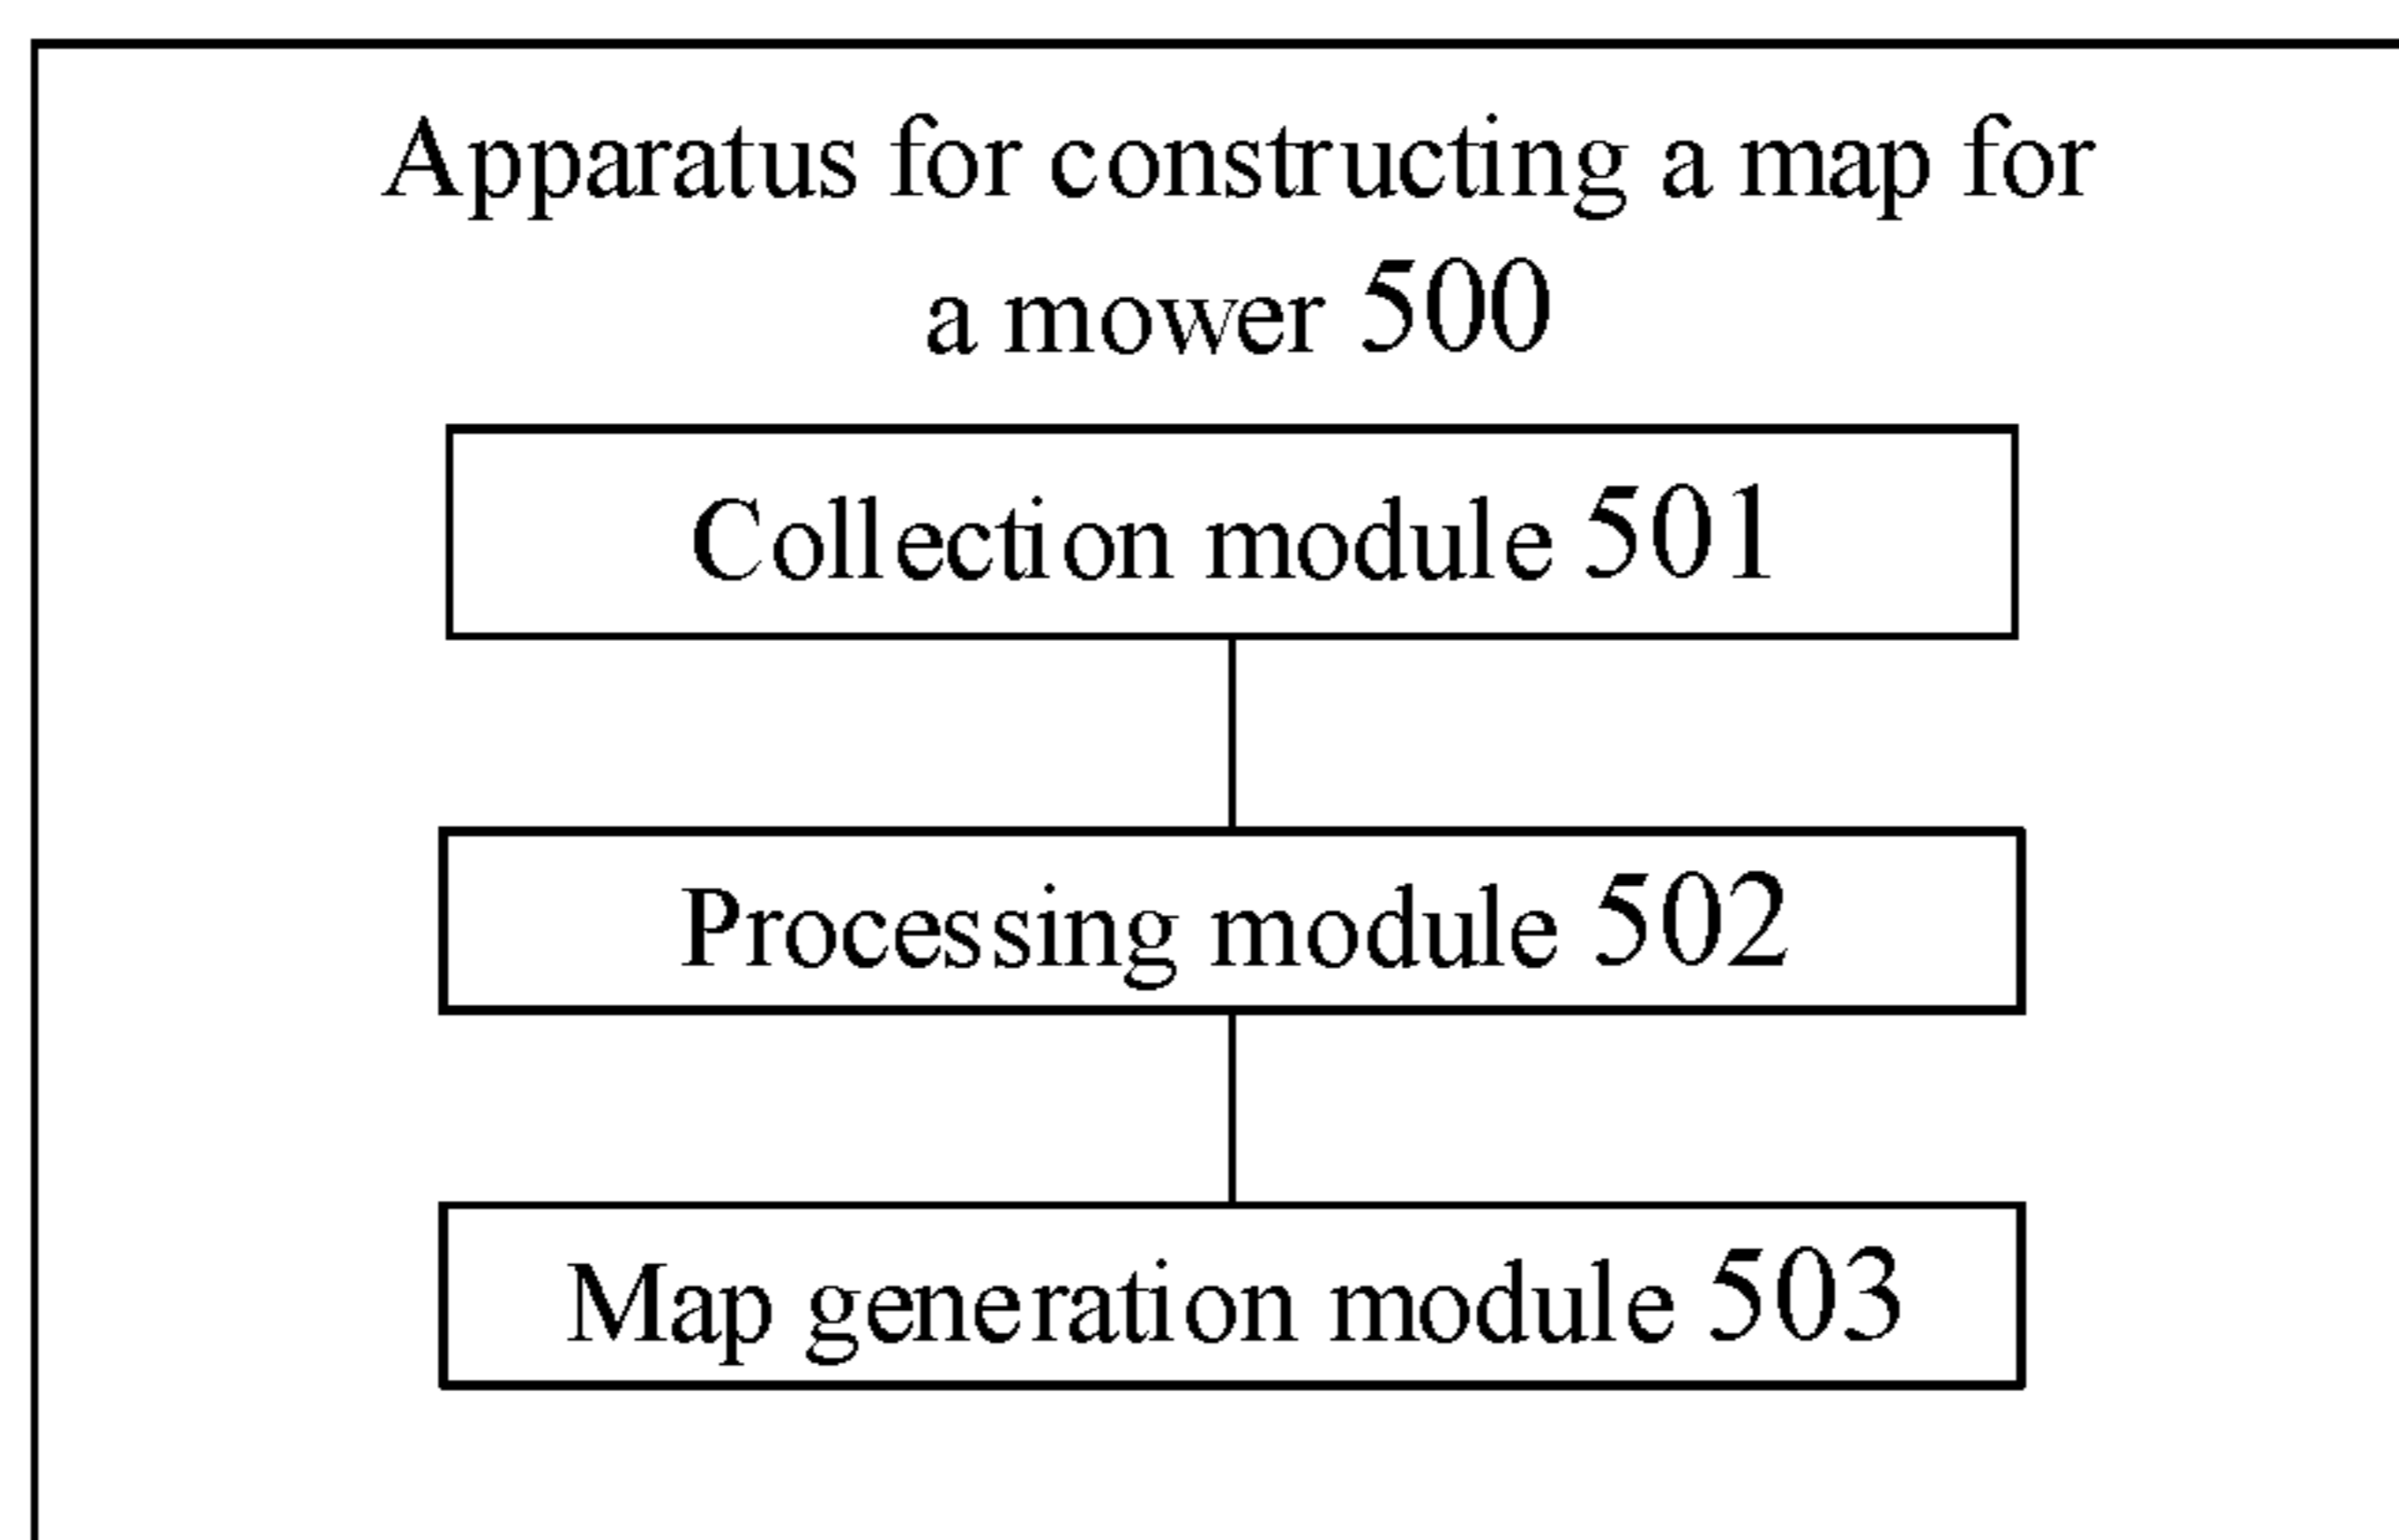 Apparatus for constructing a map for
a mower 500
Collection module 501
Processing module 502
Map generation module 503